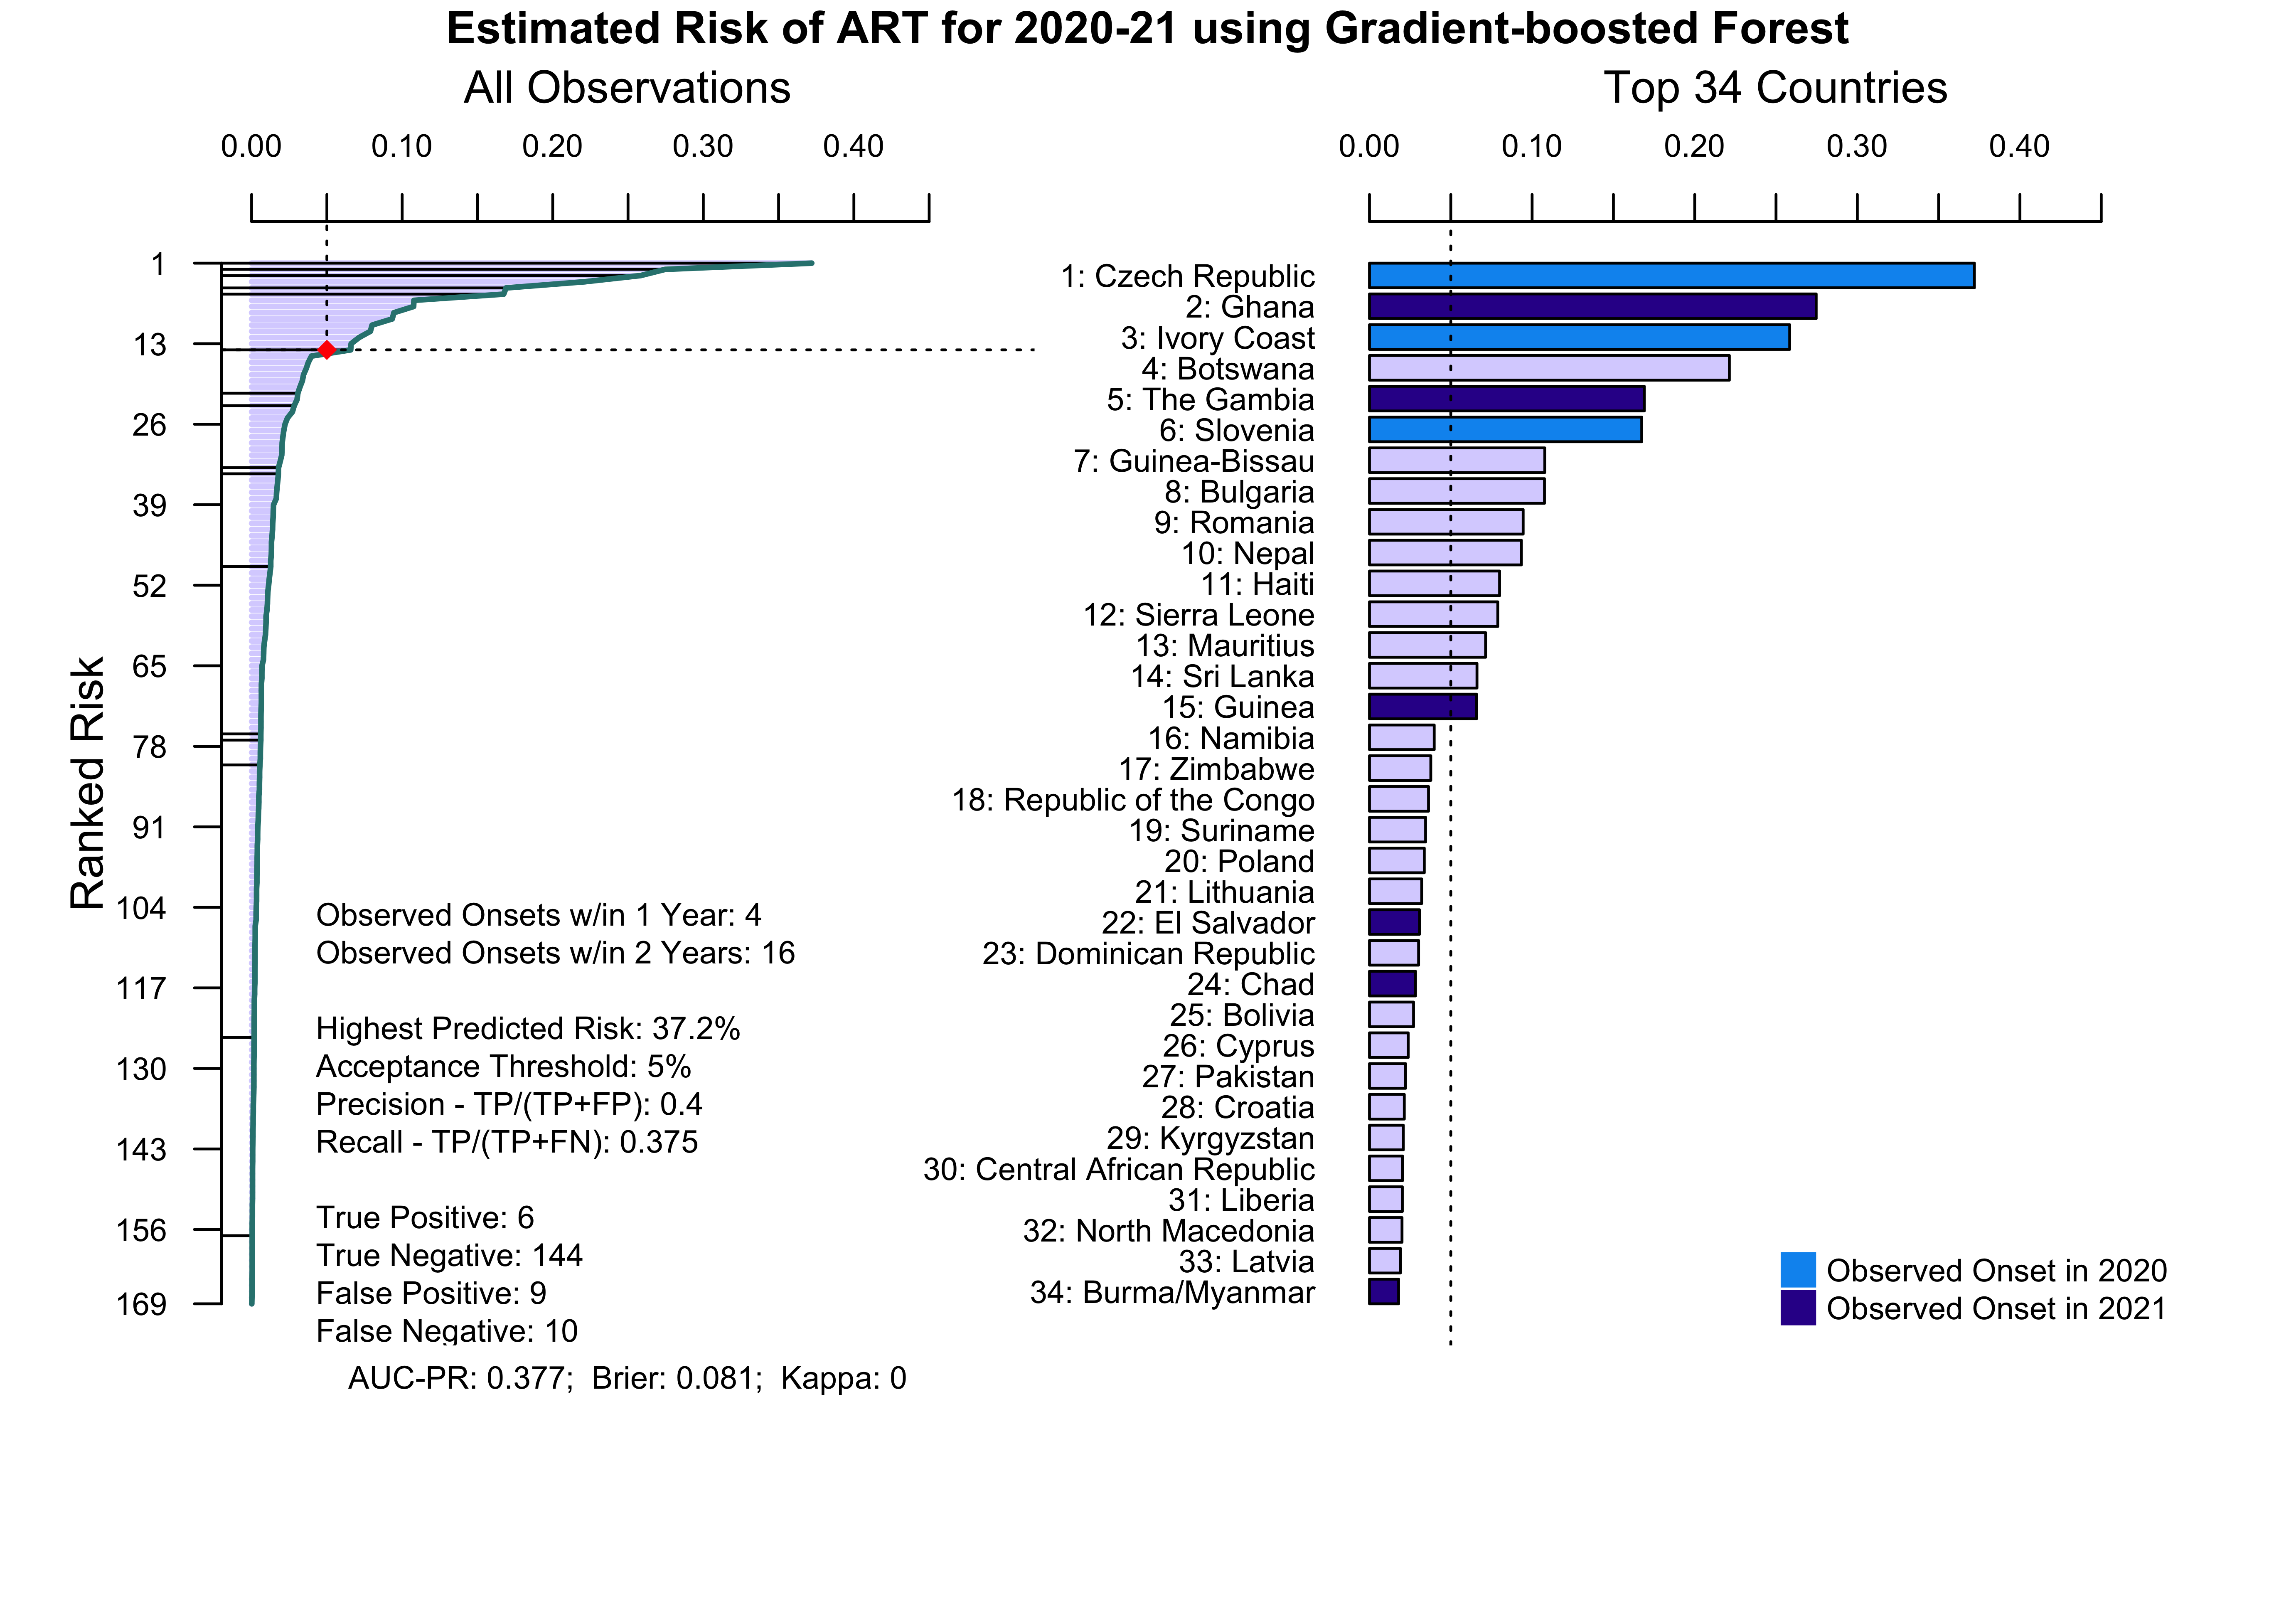 Estimated Risk of ART for 2020-21 using Gradient-boosted Forest
All Observations
0.00 0.10 0.20 0.30 0.40
Ranked Risk
1
13
26
39
52
65
78
91
104
117
130
143
156
169
Observed Onsets w/in 1 Year: 4
Observed Onsets w/in 2 Years: 16
Highest Predicted Risk: 37.2%
Acceptance Threshold: 5%
Precision - TP/(TP+FP): 0.4
Recall - TP/(TP+FN): 0.375
True Positive: 6
True Negative: 144
False Positive: 9
False Negative: 10
AUC-PR: 0.377; Brier: 0.081; Kappa: 0
Top 34 Countries
0.00 0.10 0.20 0.30 0.40
1: Czech Republic
2: Ghana
3: Ivory Coast
4: Botswana
5: The Gambia
6: Slovenia
7: Guinea-Bissau
8: Bulgaria
9: Romania
10: Nepal
11: Haiti
12: Sierra Leone
13: Mauritius
14: Sri Lanka
15: Guinea
16: Namibia
17: Zimbabwe
18: Republic of the Congo
19: Suriname
20: Poland
21: Lithuania
22: El Salvador
23: Dominican Republic
24: Chad
25: Bolivia
26: Cyprus
27: Pakistan
28: Croatia
29: Kyrgyzstan
30: Central African Republic
31: Liberia
32: North Macedonia
33: Latvia
34: Burma/Myanmar
Observed Onset in 2020
Observed Onset in 2021